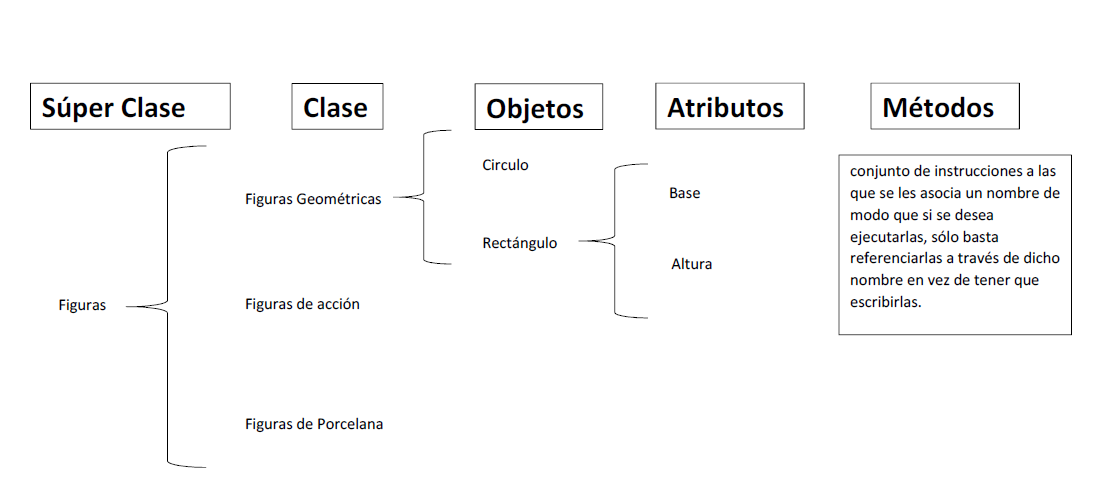 Súper Clase
Clase
Objetos
Atributos
Métodos
Figuras
Figuras Geométricas
Figuras de acción
Figuras de Porcelana
Circulo
Rectángulo
Base
Altura
conjunto de instrucciones a las
que se les asocia un nombre de
modo que si se desea
ejecutarlas, sólo basta
referenciarlas a través de dicho
nombre en vez de tener que
escribirlas.